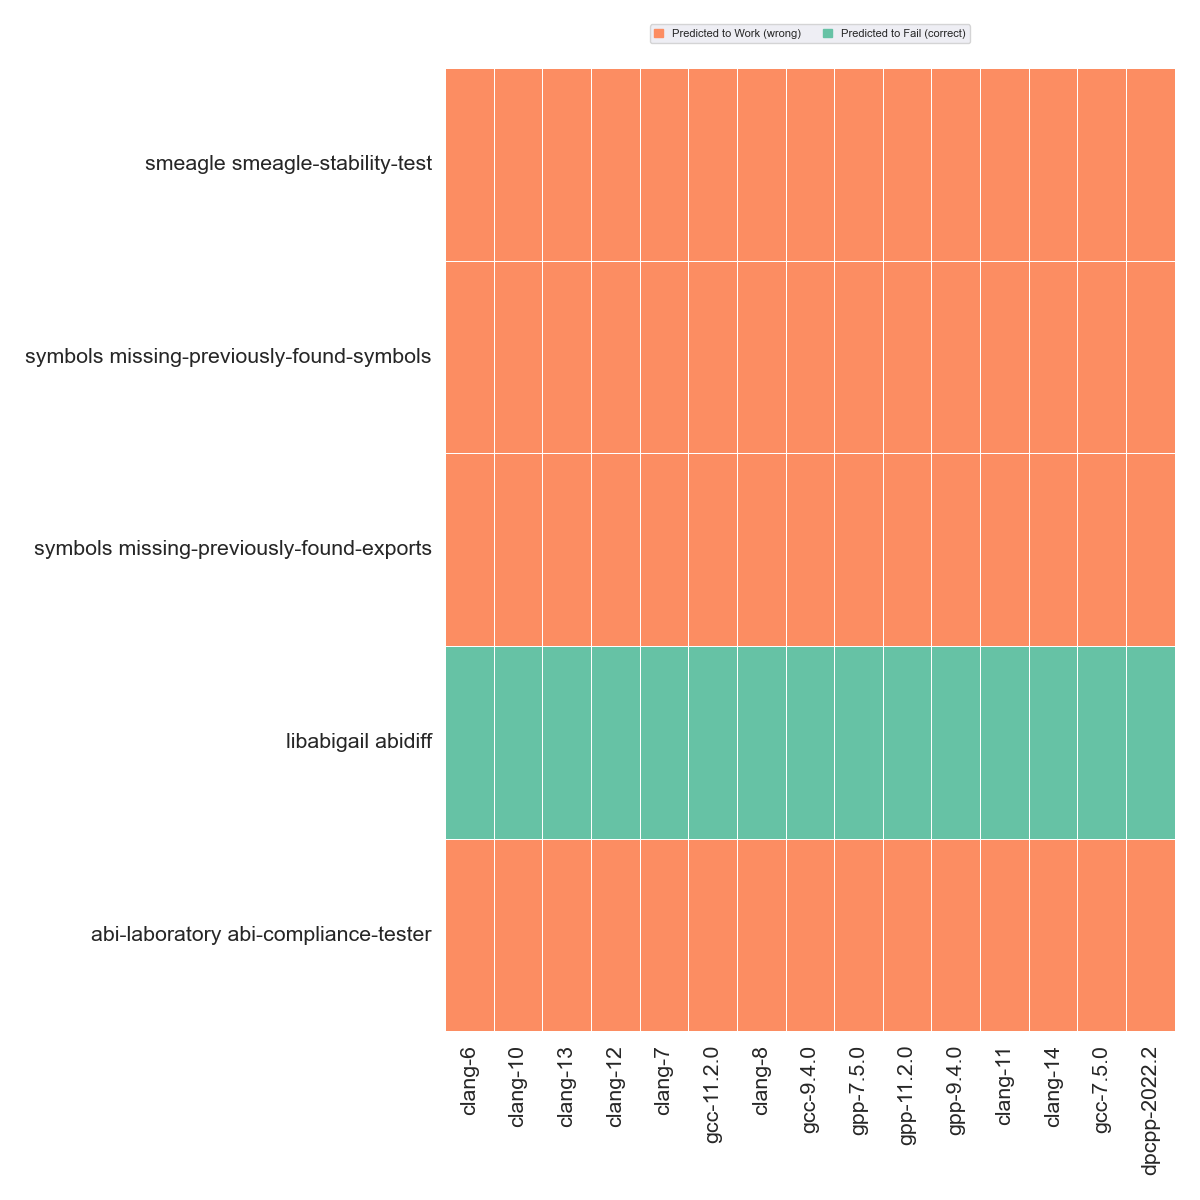 Predicted to Work (wrong) Predicted to Fail (correct)
smeagle smeagle-stability-test
symbols missing-previously-found-symbols
symbols missing-previously-found-exports
libabigail abidiff
abi-laboratory abi-compliance-tester
clang-6
clang-10
clang-13
clang-12
clang-7
gcc-11.2.0
clang-8
gcc-9.4.0
gpp-7.5.0
gpp-11.2.0
gpp-9.4.0
clang-11
clang-14
gcc-7.5.0
dpcpp-2022.2